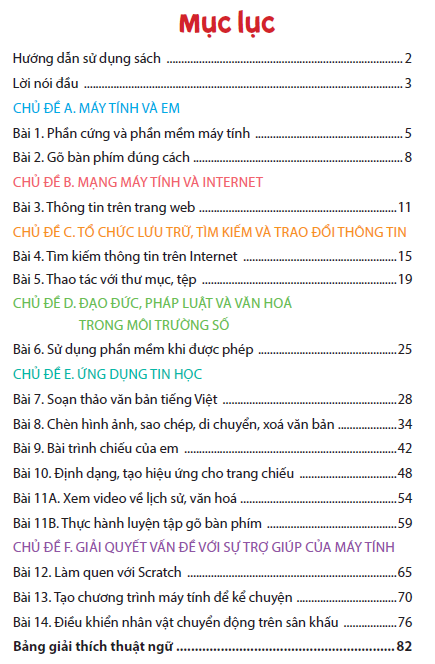 Mục lục
Hướng dẫn sử dụng sách ........................................................................ 2
Lời nói đầu ................................................................................................ 3
CHỦ ĐỀ A. MÁY TÍNH VÀ EM
Bài 1. Phần cứng và phần mềm máy tính ............................................. 5
Bài 2. Gõ bàn phím đúng cách ................................................................ 8
CHỦ ĐỀ B. MẠNG MÁY TÍNH VÀ INTERNET
Bài 3. Thông tin trên trang web ............................................................ 11
CHỦ ĐỀ C. TỔ CHỨC LƯU TRỮ, TÌM KIẾM VÀ TRAO ĐỔI THÔNG TIN
Bài 4. Tìm kiếm thông tin trên Internet ............................................... 15
Bài 5. Thao tác với thư mục, tệp ............................................................ 19
CHỦ ĐỀ D. ĐẠO ĐỨC, PHÁP LUẬT VÀ VĂN HOÁ
TRONG MÔI TRƯỜNG SỐ
Bài 6. Sử dụng phần mềm khi được phép .......................................... 25
CHỦ ĐỀ E. ỨNG DỤNG TIN HỌC
Bài 7. Soạn thảo văn bản tiếng Việt ..................................................... 28
Bài 8. Chèn hình ảnh, sao chép, di chuyển, xoá văn bản .................. 34
Bài 9. Bài trình chiếu của em ................................................................. 42
Bài 10. Định dạng, tạo hiệu ứng cho trang chiếu ............................... 48
Bài 11A. Xem video về lịch sử, văn hoá ................................................ 54
Bài 11B. Thực hành luyện tập gõ bàn phím ......................................... 59
CHỦ ĐỀ F. GIẢI QUYẾT VẤN ĐỀ VỚI SỰ TRỢ GIÚP CỦA MÁY TÍNH
Bài 12. Làm quen với Scratch ................................................................ 65
Bài 13. Tạo chương trình máy tính để kể chuyện ............................... 70
Bài 14. Điều khiển nhân vật chuyển động trên sân khấu .................. 76
Bảng giải thích thuật ngữ ............................................................ 82